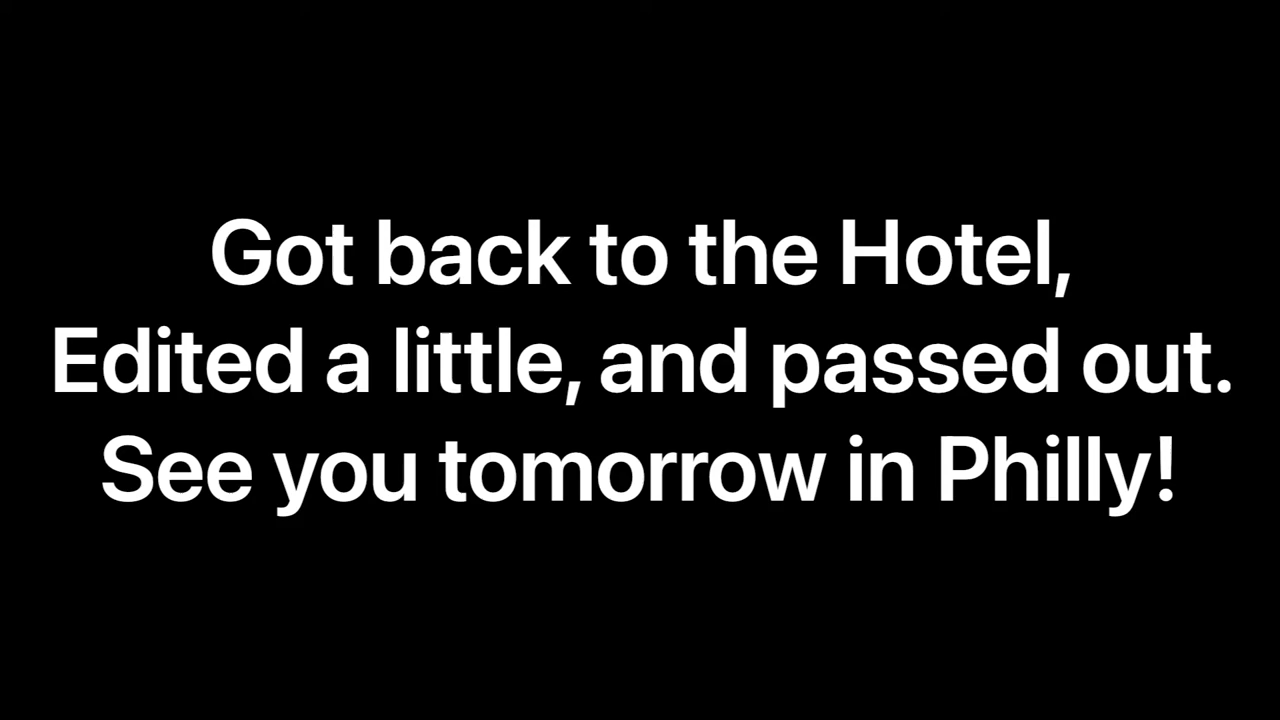 Got back to the Hotel,
Edited a little, and passed out.
See you tomorrow in Philly!